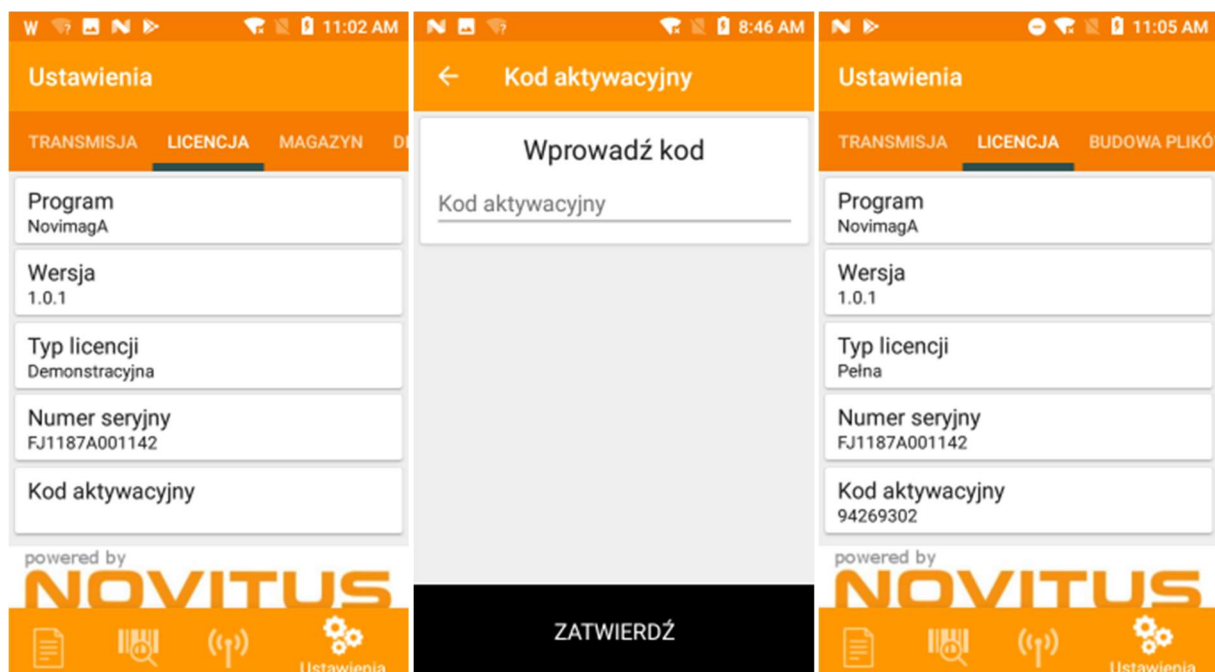 W
11:02 AM
Ustawienia
TRANSMISJA LICENCJA MAGAZYN
Program
NovimagA
Wersja
1.0.1
Typ licencji
Demonstracyjna
Numer seryjny
FJ1187A001142
Kod aktywacyjny
powered by
NOVITUS
Ustawienia
8:46 AM
Kod aktywacyjny
Wprowadź kod
Kod aktywacyjny
ZATWIERDŹ
11:05 AM
Ustawienia
TRANSMISJA LICENCJA BUDOWA PLIKÓ
Program
NovimagA
Wersja
1.0.1
Typ licencji
Pełna
Numer seryjny
FJ1187A001142
Kod aktywacyjny
94269302
powered by
NOVITUS
Ustawienia